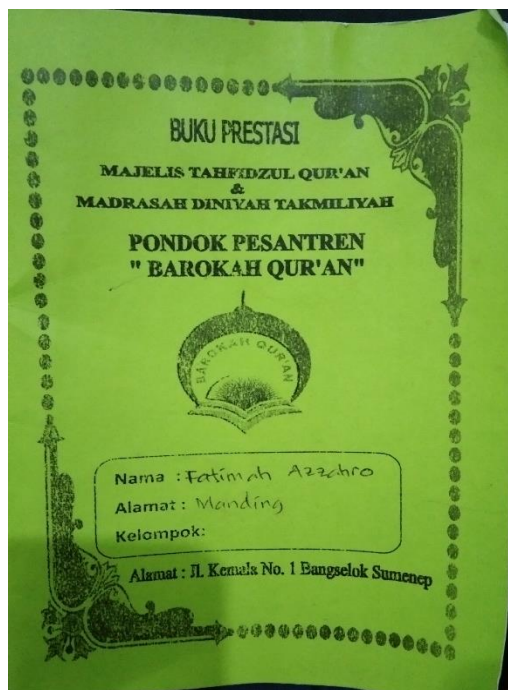 BUKU PRESTASI
MAJELIS TAHFIDZUL QUR'AN
&
MADRASAH DINIYAH TAKMILIYAH
PONDOK PESANTREN
" BAROKAH QUR'AN"
BAROKAH QUR'AN
Nama : Fatimah Azzahro
Alamat : Manding
Kelompok:
Alamat : Jl. Kemala No. 1 Bangselok Sumenep